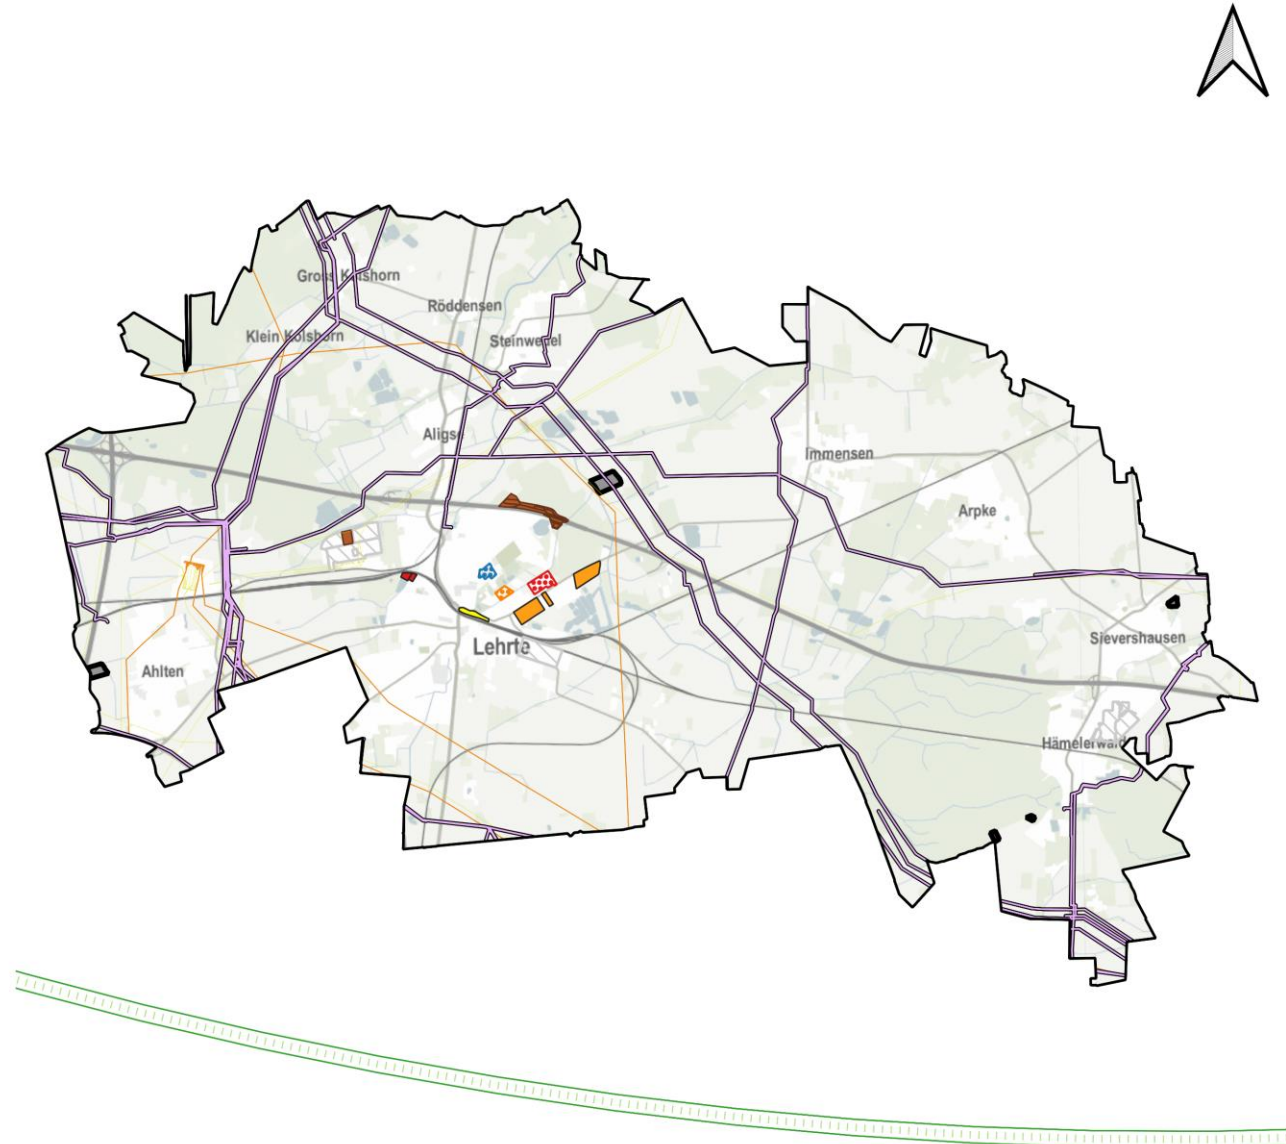 Gross Kolshorn
Röddensen
Klein Kolshorn
Steinwedel
Aligse
Immensen
Arpke
Sievershausen
Lehrte
Ahlten
Hämelerwald